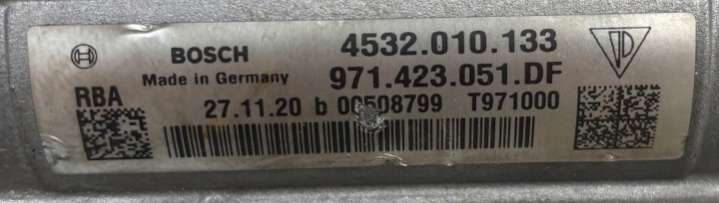 BOSCH 4532.010.133
Made in Germany 971.423.051.DF
RBA 27.11.20 b 00508799 T971000